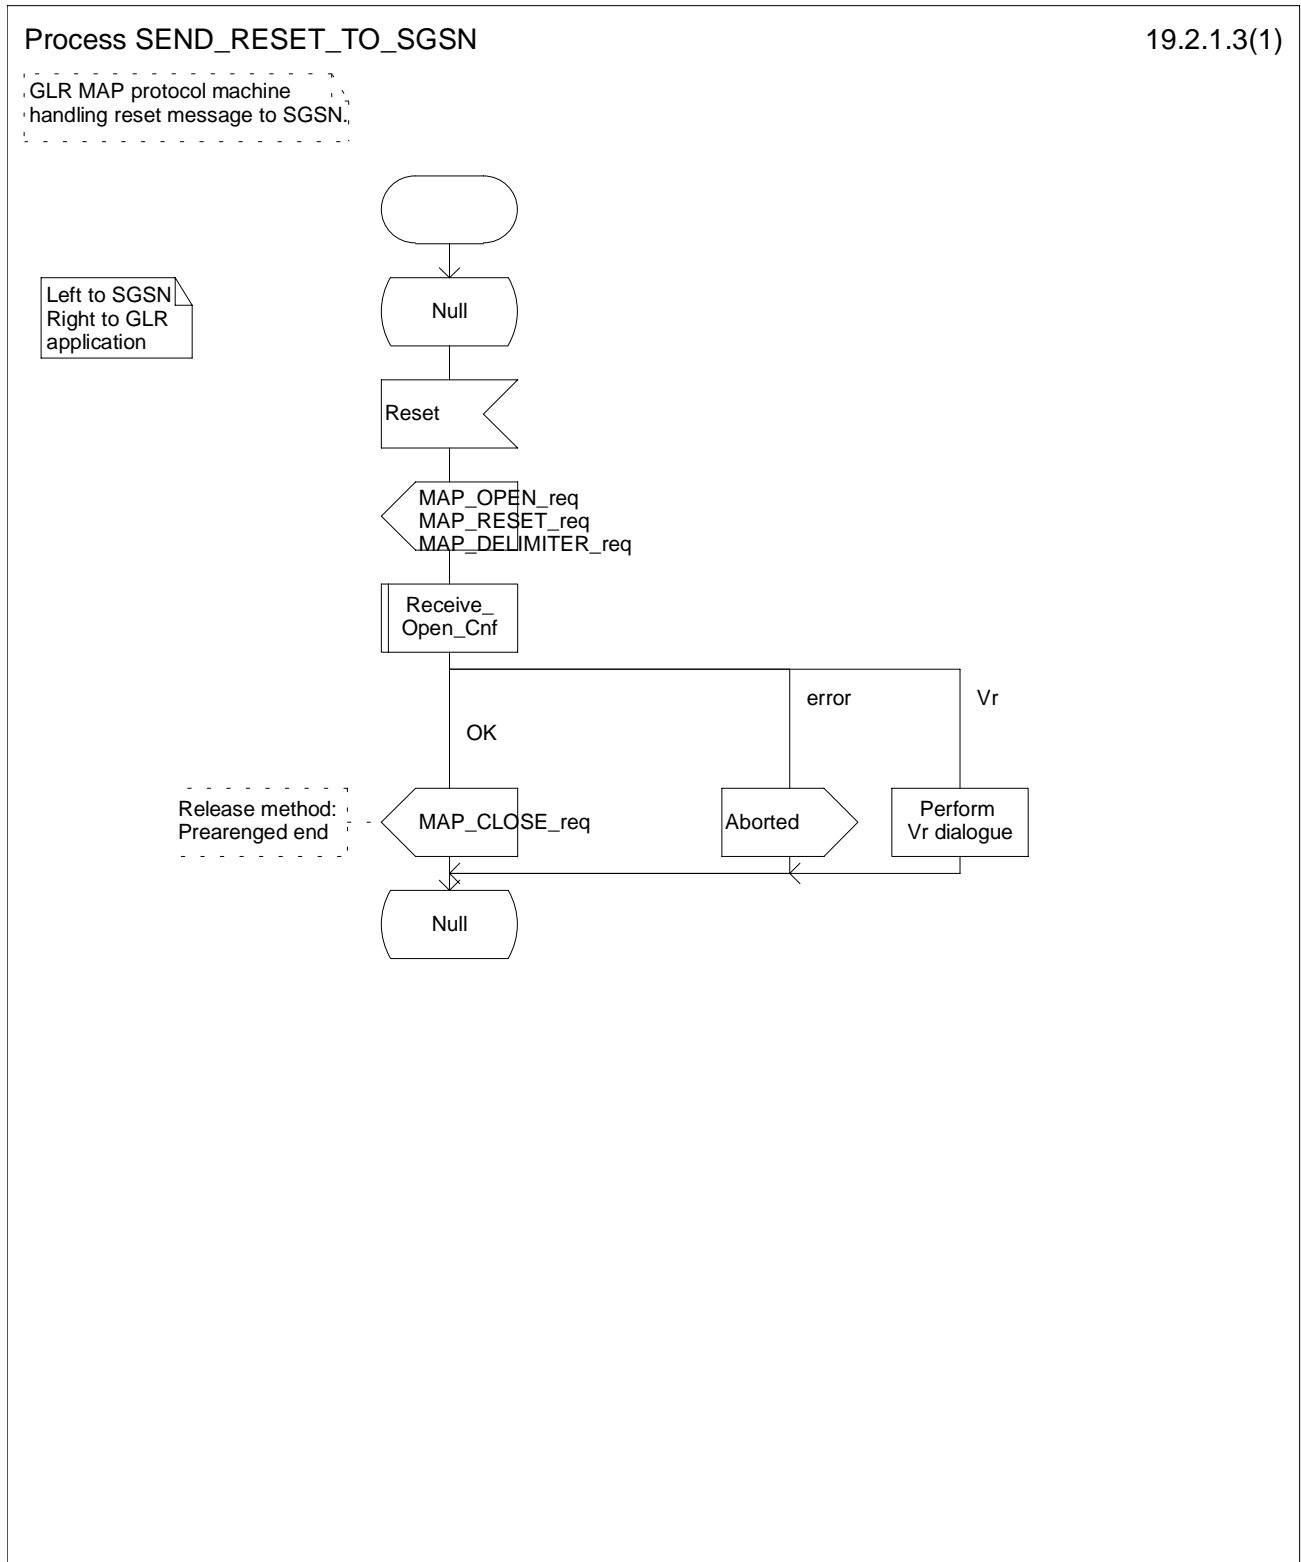 Process SEND_RESET_TO_SGSN
19.2.1.3(1)
GLR MAP protocol machine
handling reset message to SGSN.
Left to SGSN
Right to GLR
application
Null
Reset
MAP_OPEN_req
MAP_RESET_req
MAP_DELIMITER_req
Receive_
Open_Cnf
error
Vr
OK
Release method:
Prearenged end
MAP_CLOSE_req
Aborted
Perform
Vr dialogue
Null